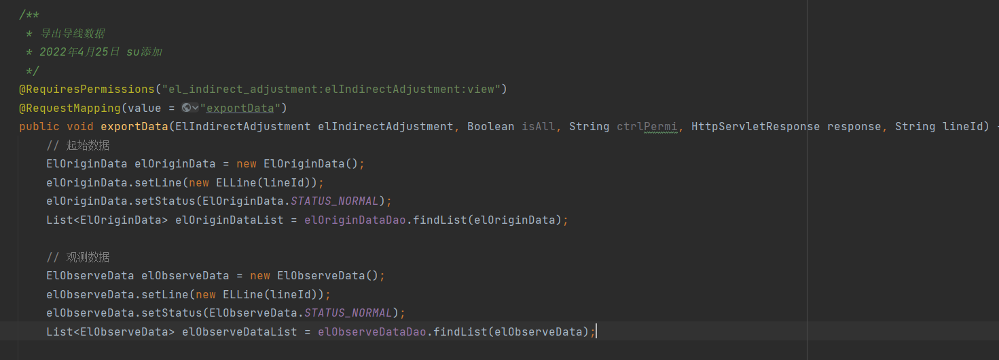 /**
 * 导出导线数据
 * 2022年4月25日 su添加
 */
@RequiresPermissions("el_indirect_adjustment:elIndirectAdjustment:view")
@RequestMapping(value = "exportData")
public void exportData(ElIndirectAdjustment elIndirectAdjustment, Boolean isAll, String ctrlPermi, HttpServletResponse response, String lineId) {
    // 起始数据
    ElOriginData elOriginData = new ElOriginData();
    elOriginData.setLine(new ELLine(lineId));
    elOriginData.setStatus(ElOriginData.STATUS_NORMAL);
    List<ElOriginData> elOriginDataList = elOriginDataDao.findList(elOriginData);
    // 观测数据
    ElObserveData elObserveData = new ElObserveData();
    elObserveData.setLine(new ELLine(lineId));
    elObserveData.setStatus(ElObserveData.STATUS_NORMAL);
    List<ElObserveData> elObserveDataList = elObserveDataDao.findList(elObserveData);